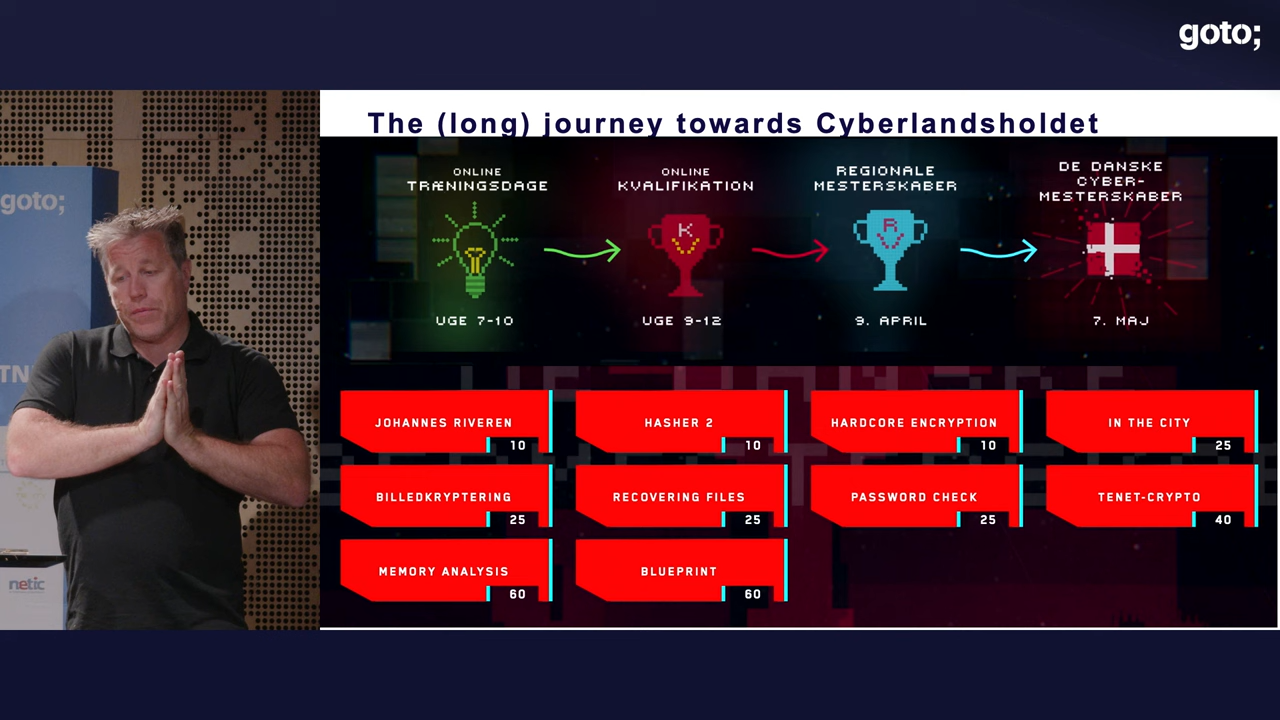 goto;
goto;
TN
netic
The (long) journey towards Cyberlandsholdet
ONLINE
TRÆNINGSDAGE
UGE 7-10
ONLINE
KVALIFIKATION
K
UGE 9-12
REGIONALE
MESTERSKABER
R
9. APRIL
DE DANSKE
CYBER-
MESTERSKABER
7. MAJ
JOHANNES RIVEREN
10
HASHER 2
10
HARDCORE ENCRYPTION
10
IN THE CITY
25
BILLEDKRYPTERING
25
RECOVERING FILES
25
PASSWORD CHECK
25
TENET-CRYPTO
40
MEMORY ANALYSIS
60
BLUEPRINT
60